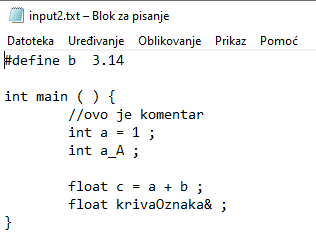 input2.txt – Blok za pisanje
Datoteka Uređivanje Oblikovanje Prikaz Pomoć
#define b  3.14

int main ( ) {
        //ovo je komentar
        int a = 1 ;
        int a_A ;

        float c = a + b ;
        float krivaOznaka& ;
}